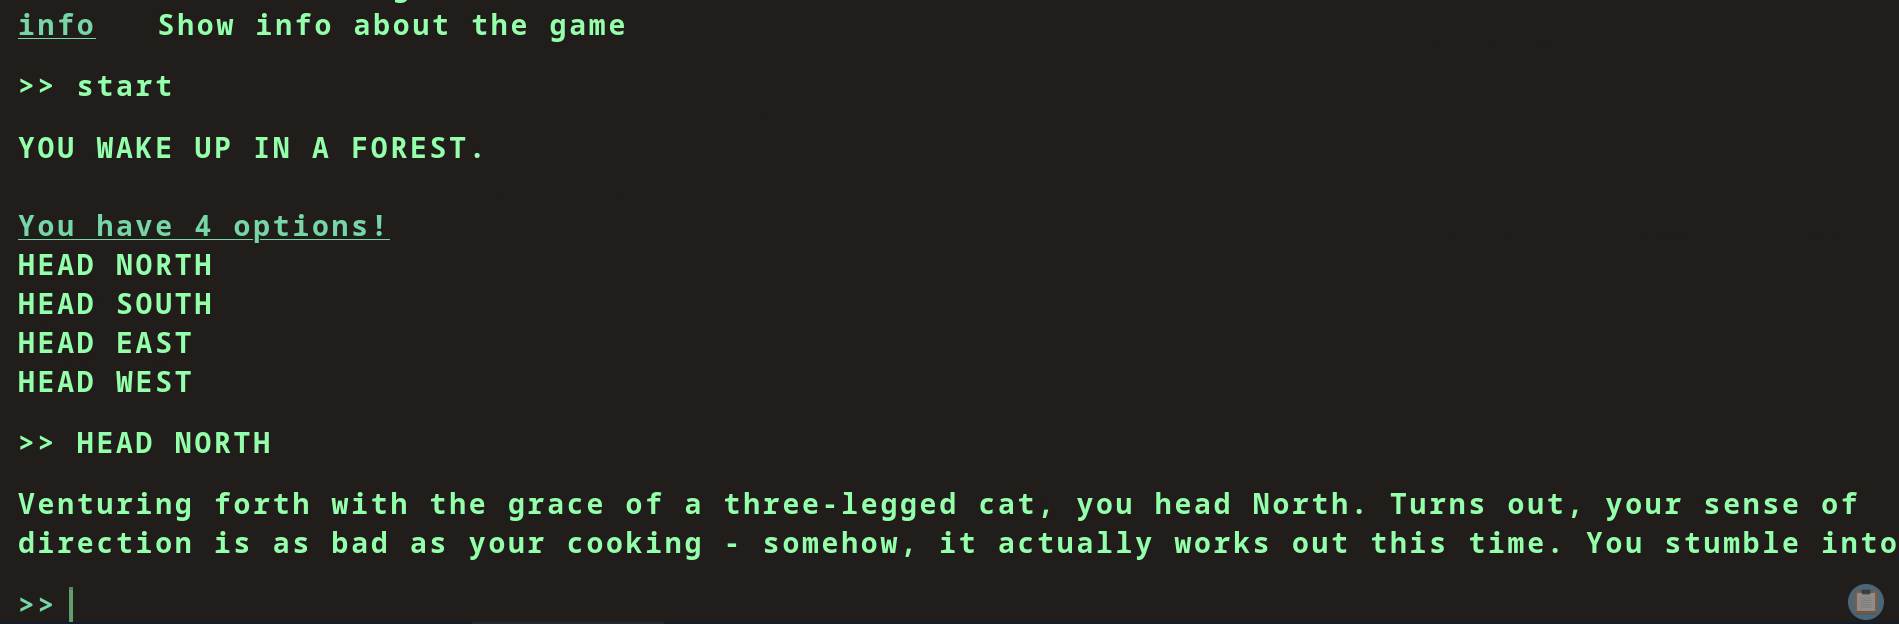 info Show info about the game
>> start
YOU WAKE UP IN A FOREST.
You have 4 options!
HEAD NORTH
HEAD SOUTH
HEAD EAST
HEAD WEST
>> HEAD NORTH
Venturing forth with the grace of a three-legged cat, you head North. Turns out, your sense of
direction is as bad as your cooking - somehow, it actually works out this time. You stumble into
>>